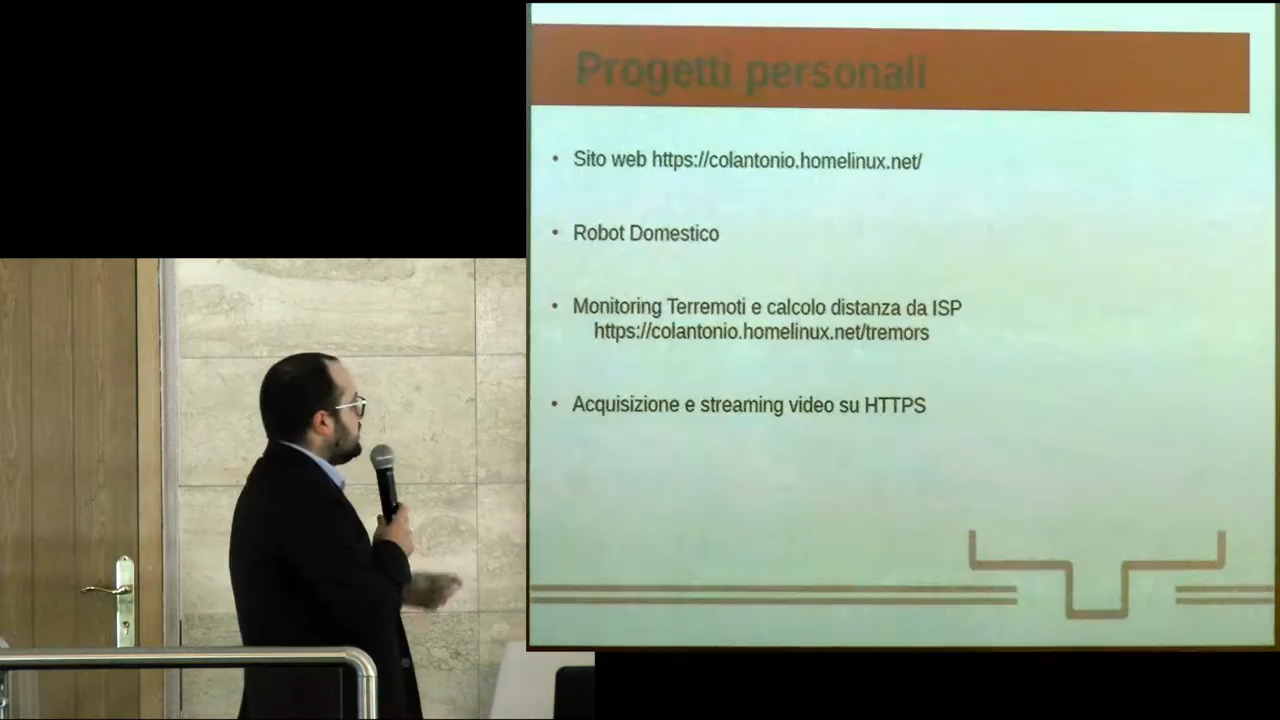 Progetti personali
• Sito web https://colantonio.homelinux.net/
• Robot Domestico
• Monitoring Terremoti e calcolo distanza da ISP
https://colantonio.homelinux.net/tremors
• Acquisizione e streaming video su HTTPS